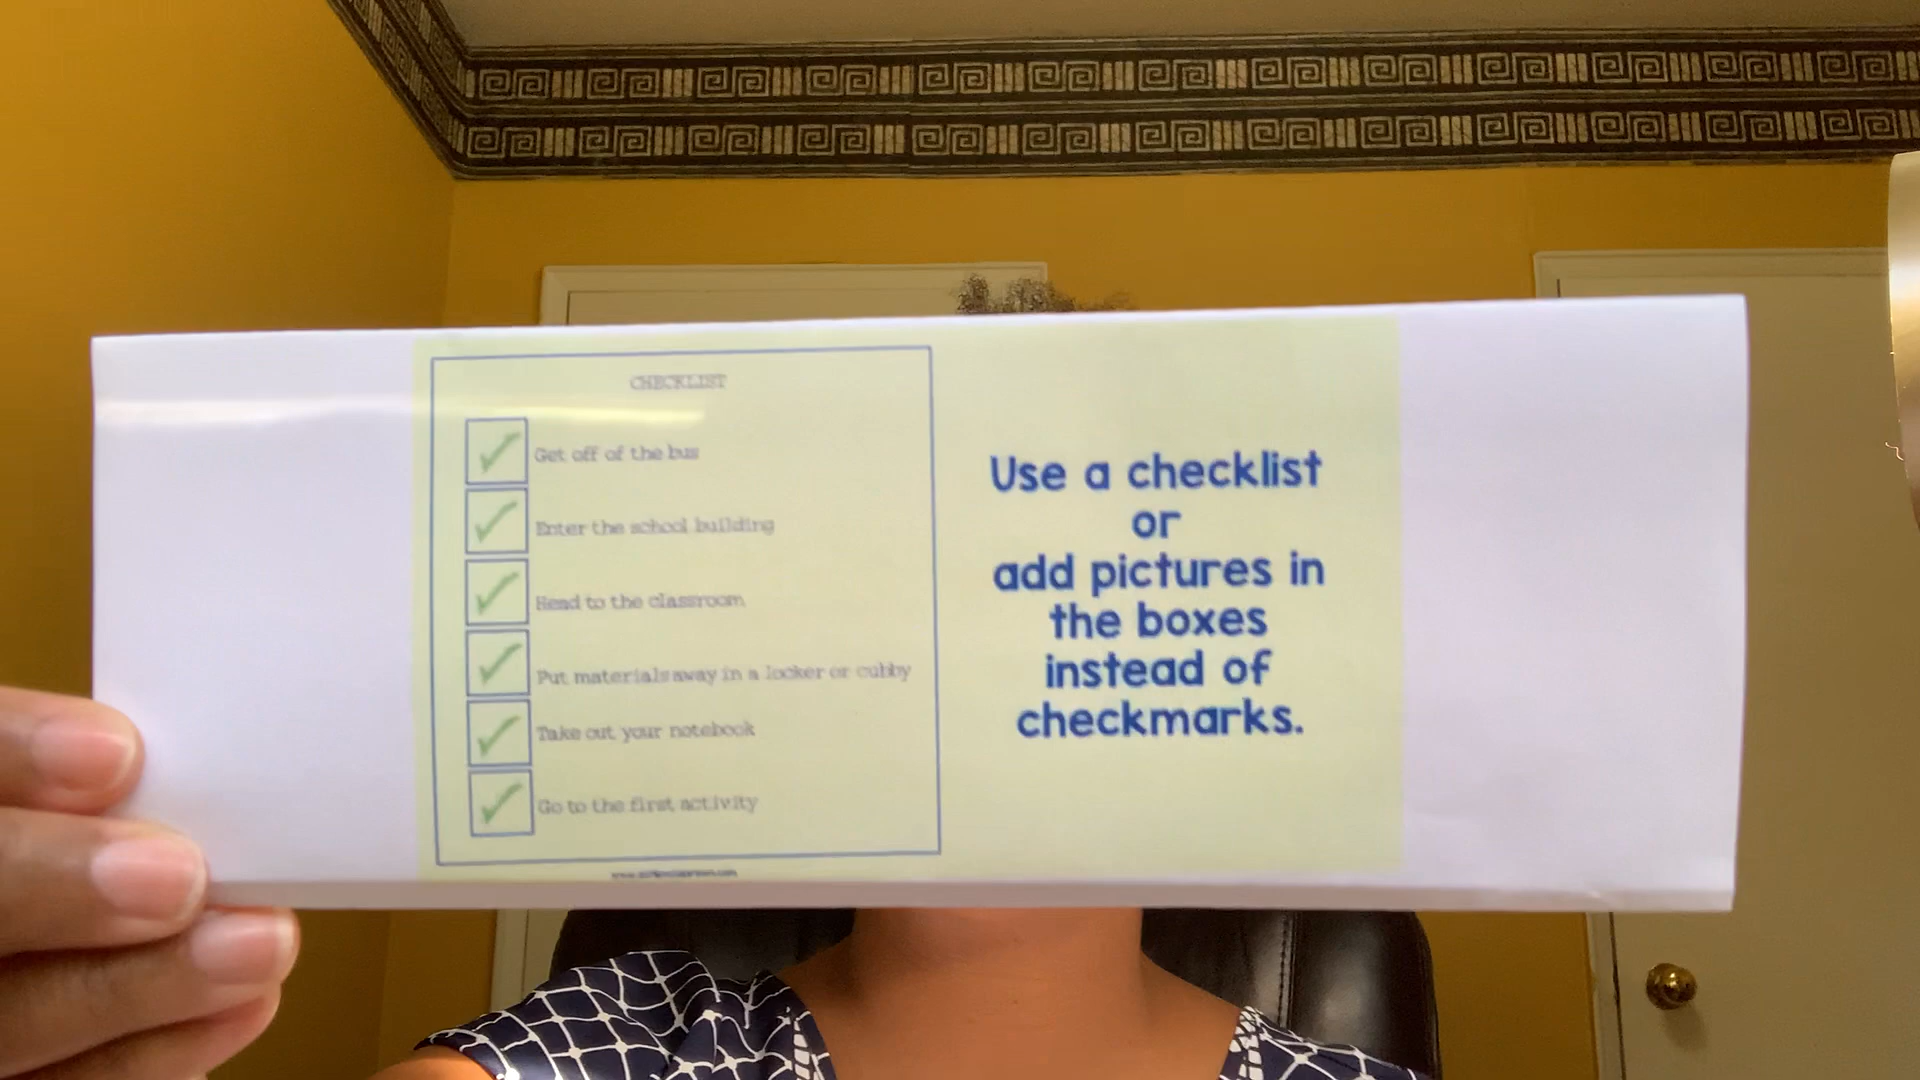 CHECKLIST
Get off of the bus
Enter the school building
Head to the classroom
Put materials away in a locker or cubby
Take out your notebook
Go to the first activity
Use a checklist
or
add pictures in
the boxes
instead of
checkmarks.